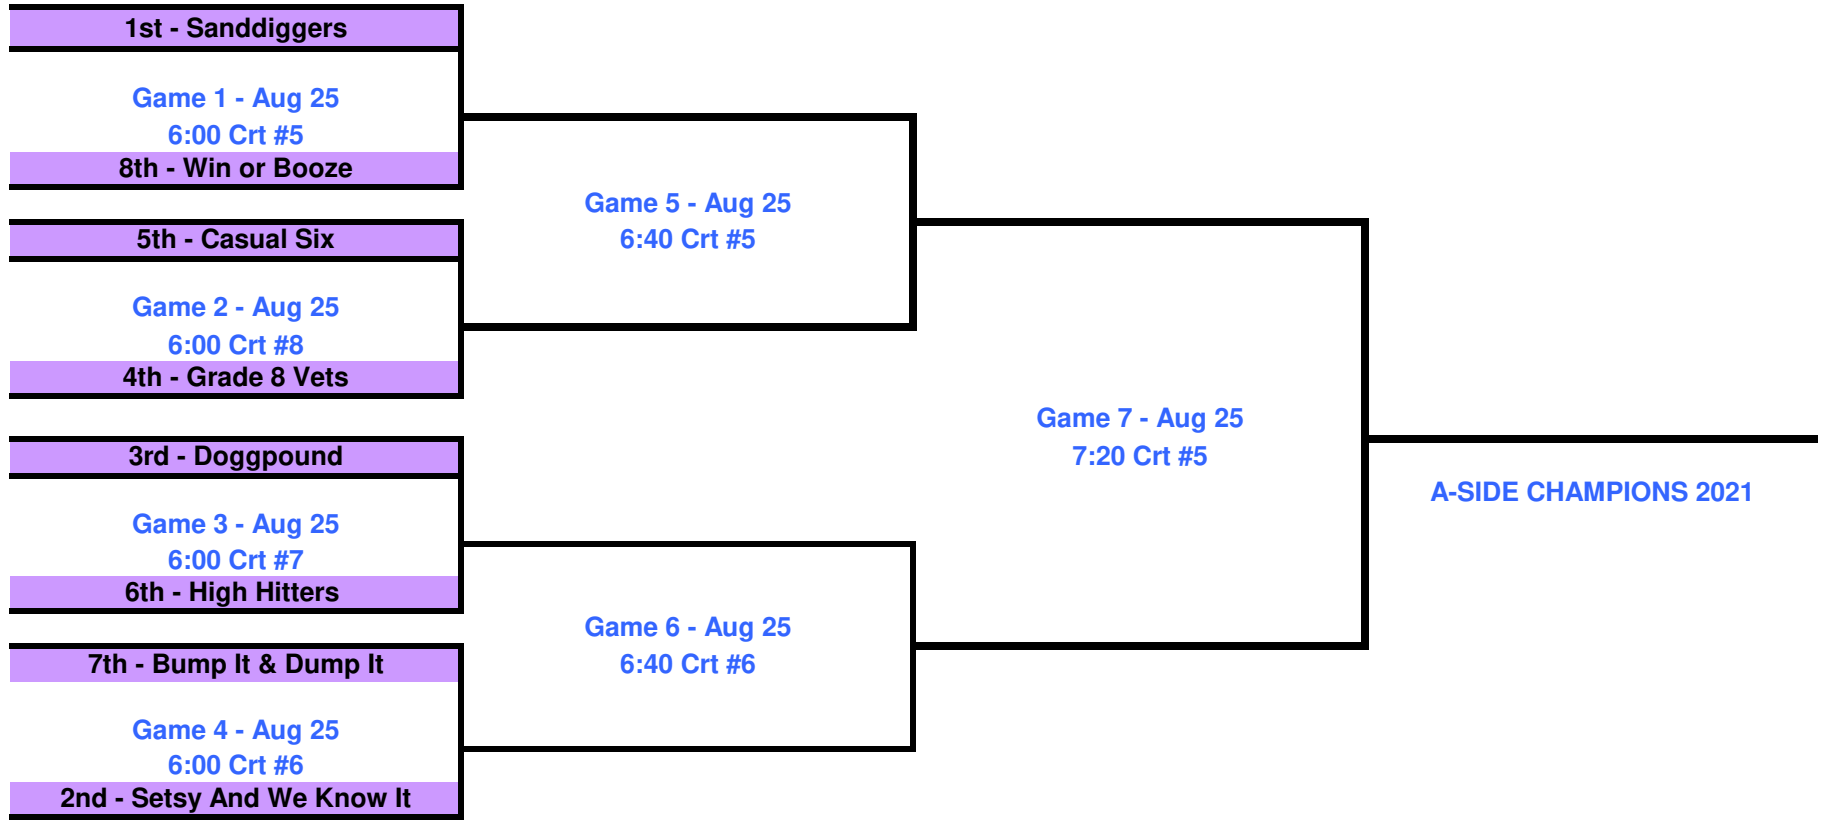 1st - Sanddiggers
Game 1 - Aug 25
6:00 Crt #5
8th - Win or Booze
5th - Casual Six
Game 2 - Aug 25
6:00 Crt #8
4th - Grade 8 Vets
3rd - Doggpound
Game 3 - Aug 25
6:00 Crt #7
6th - High Hitters
7th - Bump It & Dump It
Game 4 - Aug 25
6:00 Crt #6
2nd - Setsy And We Know It
Game 5 - Aug 25
6:40 Crt #5
Game 6 - Aug 25
6:40 Crt #6
Game 7 - Aug 25
7:20 Crt #5
A-SIDE CHAMPIONS 2021